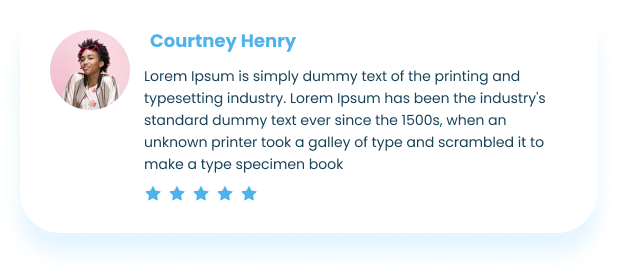 Courtney Henry
Lorem Ipsum is simply dummy text of the printing and
typesetting industry. Lorem Ipsum has been the industry's
standard dummy text ever since the 1500s, when an
unknown printer took a galley of type and scrambled it to
make a type specimen book